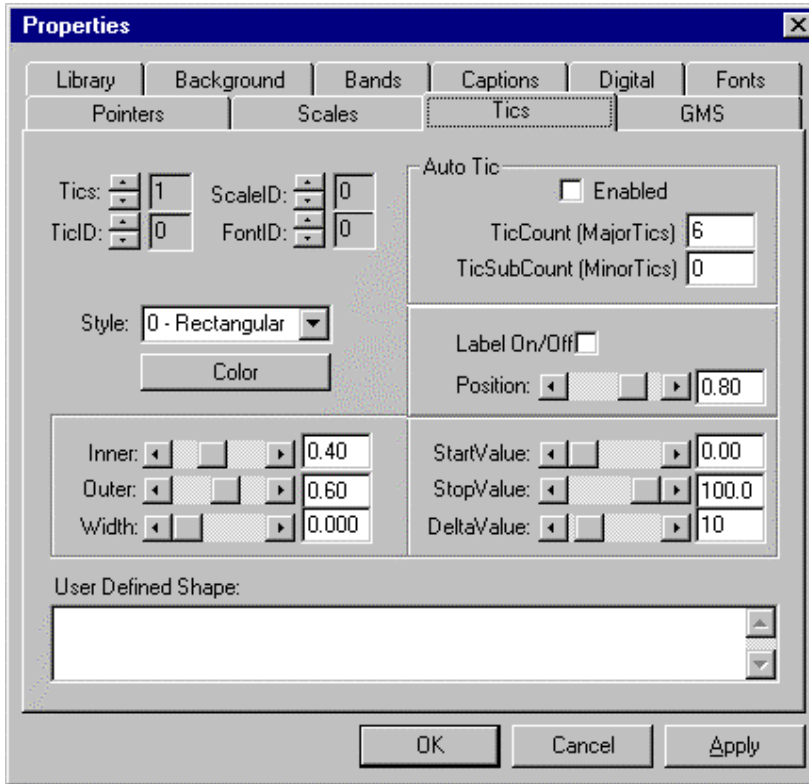 Properties
Library Background Bands Captions Digital Fonts
Pointers Scales Tics GMS
Tics: 1 ScaleID: 0
TicID: 0 FontID: 0
Auto Tic
Enabled
TicCount (MajorTics) 6
TicSubCount (MinorTics) 0
Style: 0 - Rectangular
Color
Label On/Off
Position: 0.80
Inner: 0.40
Outer: 0.60
Width: 0.000
StartValue: 0.00
StopValue: 100.0
DeltaValue: 10
User Defined Shape:
OK Cancel Apply